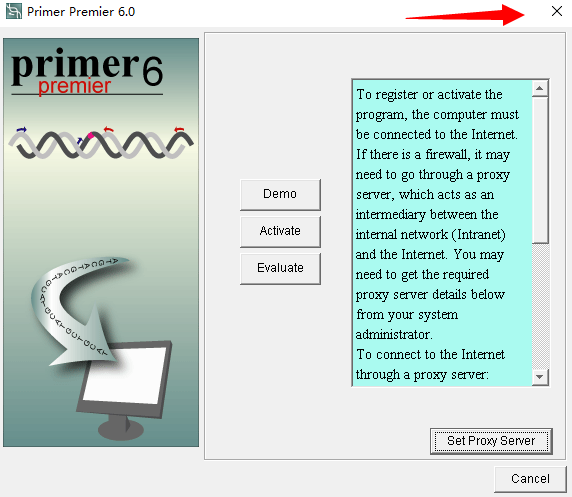 Primer Premier 6.0
primer 6
premier
Demo
Activate
Evaluate
To register or activate the
program, the computer must
be connected to the Internet.
If there is a firewall, it may
need to go through a proxy
server, which acts as an
intermediary between the
internal network (Intranet)
and the Internet. You may
need to get the required
proxy server details below
from your system
administrator.
To connect to the Internet
through a proxy server:
Set Proxy Server
Cancel